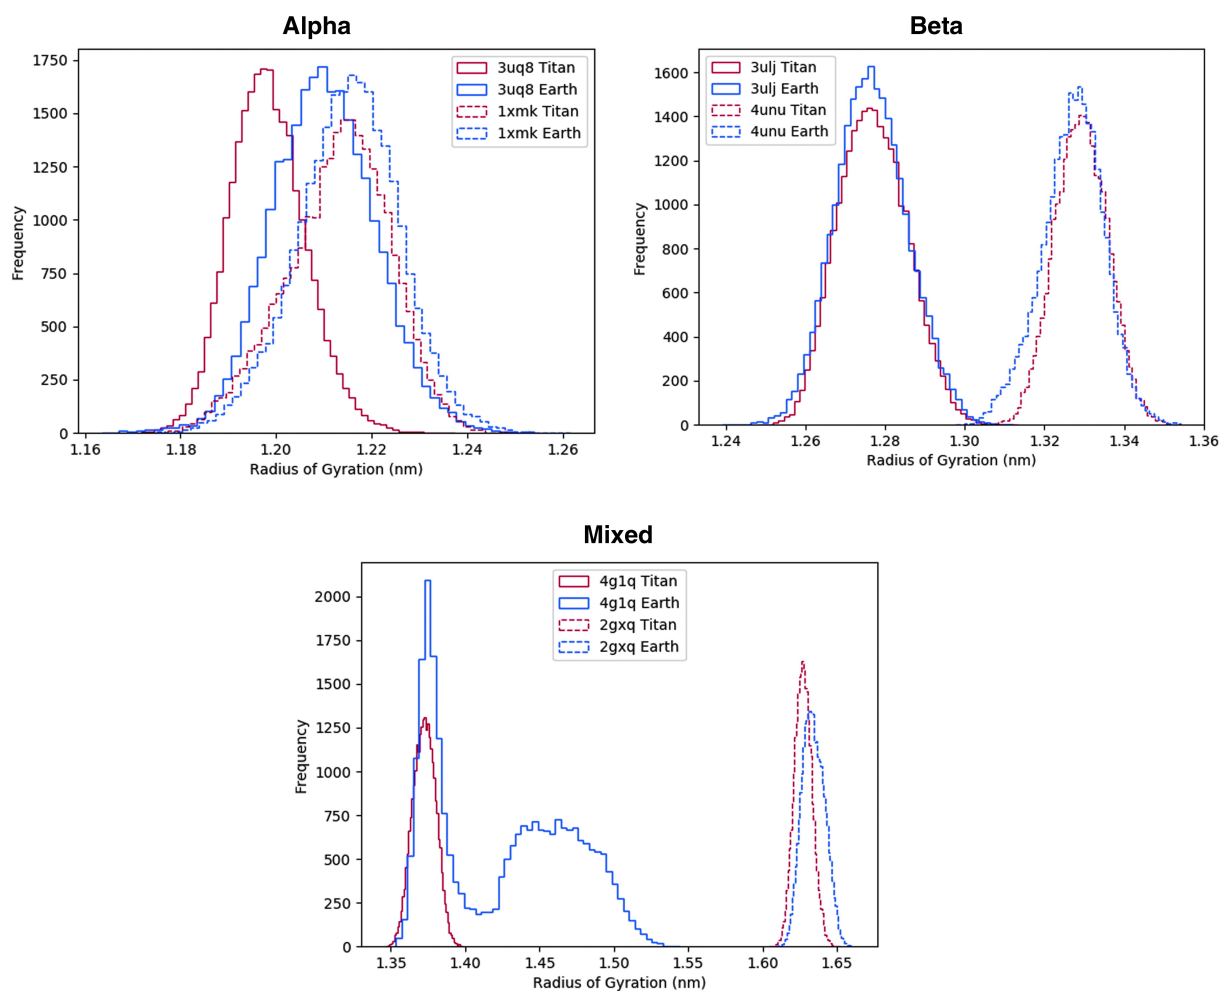 Alpha
1750
1500
1250
1000
750
500
250
0
Frequency
3uq8 Titan
3uq8 Earth
1xmk Titan
1xmk Earth
1.16 1.18 1.20 1.22 1.24 1.26
Radius of Gyration (nm)
Beta
1600
1400
1200
1000
800
600
400
200
0
Frequency
3ulj Titan
3ulj Earth
4unu Titan
4unu Earth
1.24 1.26 1.28 1.30 1.32 1.34 1.36
Radius of Gyration (nm)
Mixed
2000
1750
1500
1250
1000
750
500
250
0
Frequency
4g1q Titan
4g1q Earth
2gxq Titan
2gxq Earth
1.35 1.40 1.45 1.50 1.55 1.60 1.65
Radius of Gyration (nm)